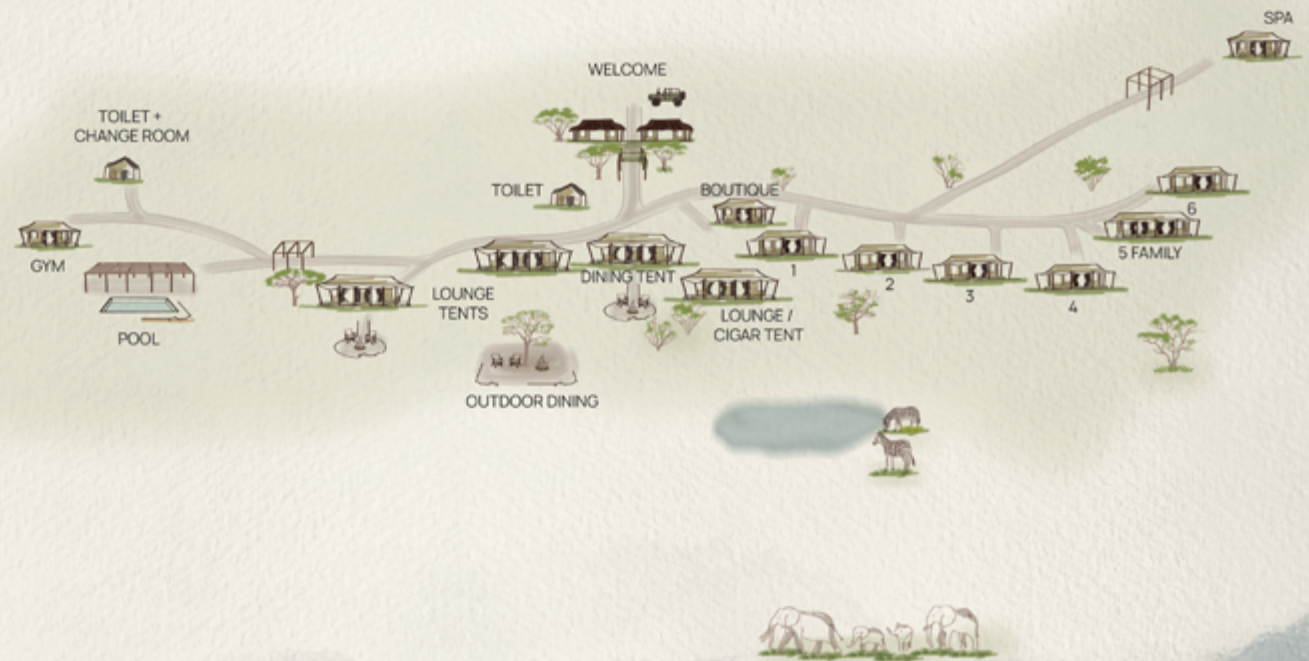 SPA
WELCOME
TOILET +
CHANGE ROOM
TOILET
BOUTIQUE
6
5 FAMILY
GYM
DINING TENT
1
2
3
4
LOUNGE
TENTS
LOUNGE /
CIGAR TENT
POOL
OUTDOOR DINING